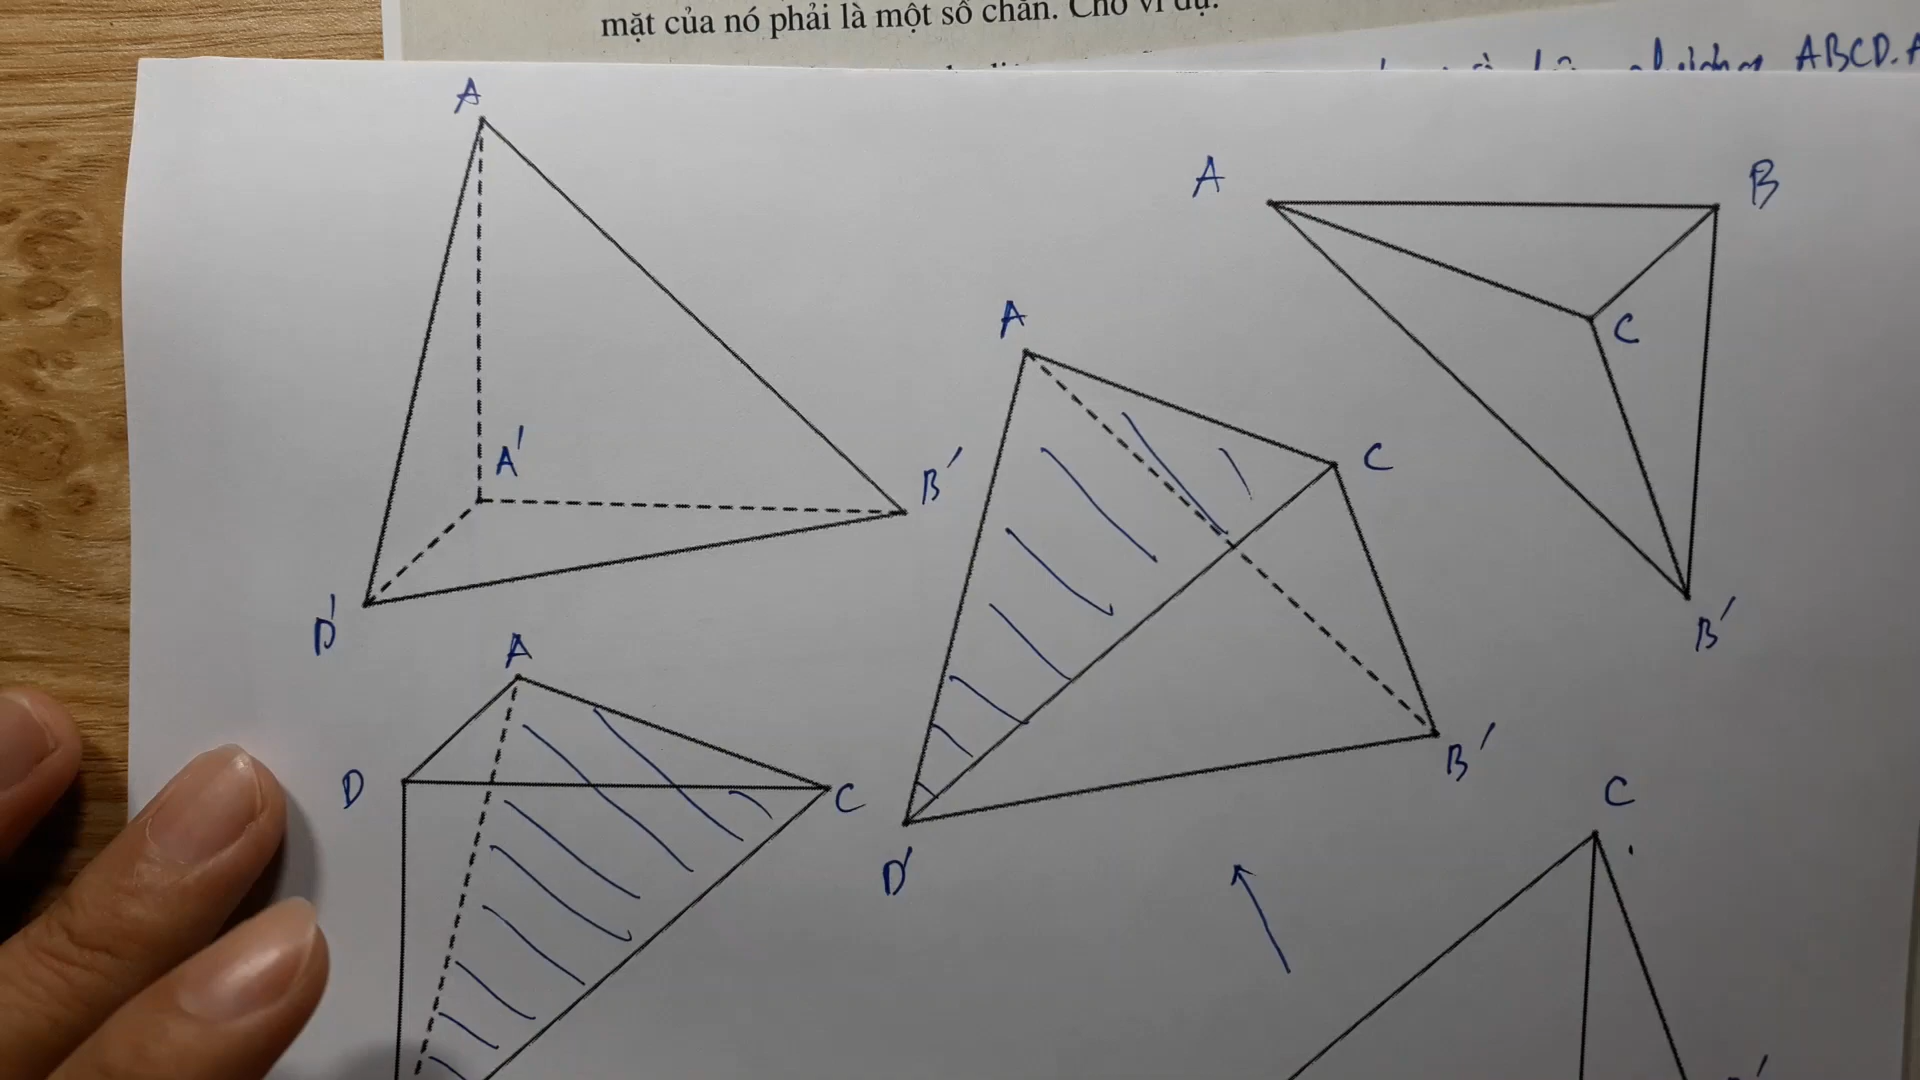 mặt của nó phải là một số chẵn. Cho ví dụ.
ABCD.A
A
A'
B'
D'
A
B
C
B'
A
C
B'
D'
A
D
C
C